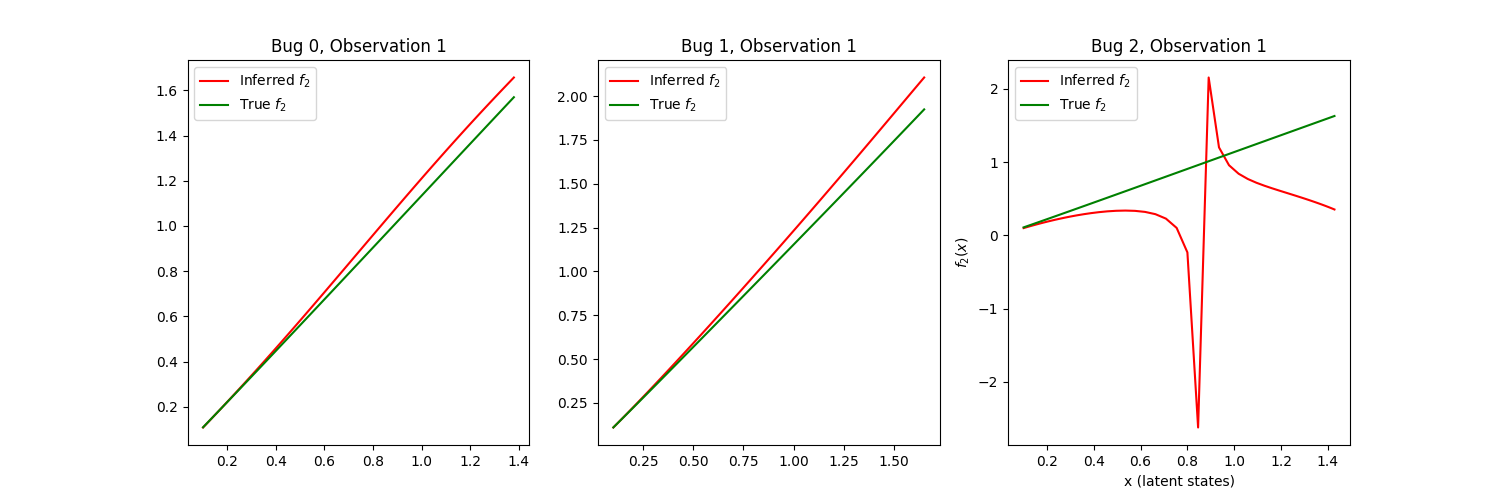 Bug 0, Observation 1
Inferred f₂
True f₂
1.6
1.4
1.2
1.0
0.8
0.6
0.4
0.2
0.2 0.4 0.6 0.8 1.0 1.2 1.4
Bug 1, Observation 1
Inferred f₂
True f₂
2.00
1.75
1.50
1.25
1.00
0.75
0.50
0.25
0.25 0.50 0.75 1.00 1.25 1.50
Bug 2, Observation 1
Inferred f₂
True f₂
2
1
0
−1
−2
f₂(x)
0.2 0.4 0.6 0.8 1.0 1.2 1.4
x (latent states)